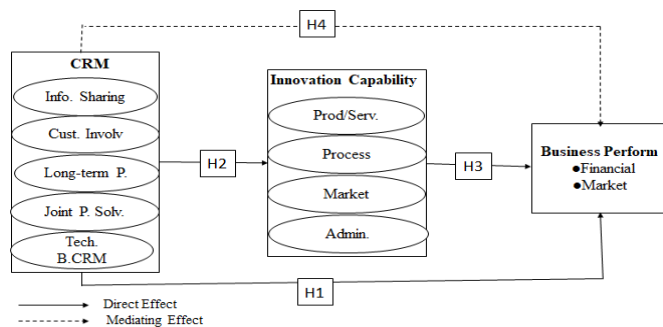 H4
CRM
Info. Sharing
Cust. Involv
Long-term P.
Joint P. Solv.
Tech.
B.CRM
H2
Innovation Capability
Prod/Serv.
Process
Market
Admin.
H3
Business Perform
●Financial
●Market
H1
Direct Effect
Mediating Effect